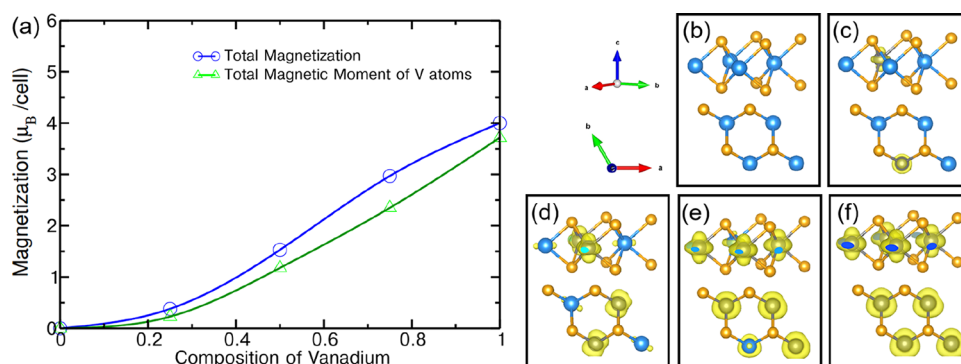 (a)
6
5
4
3
2
1
0
Magnetization (μB /cell)
Total Magnetization
Total Magnetic Moment of V atoms
0 0.2 0.4 0.6 0.8 1
Composition of Vanadium
c
a
b
b
a
(b)
(c)
(d)
(e)
(f)